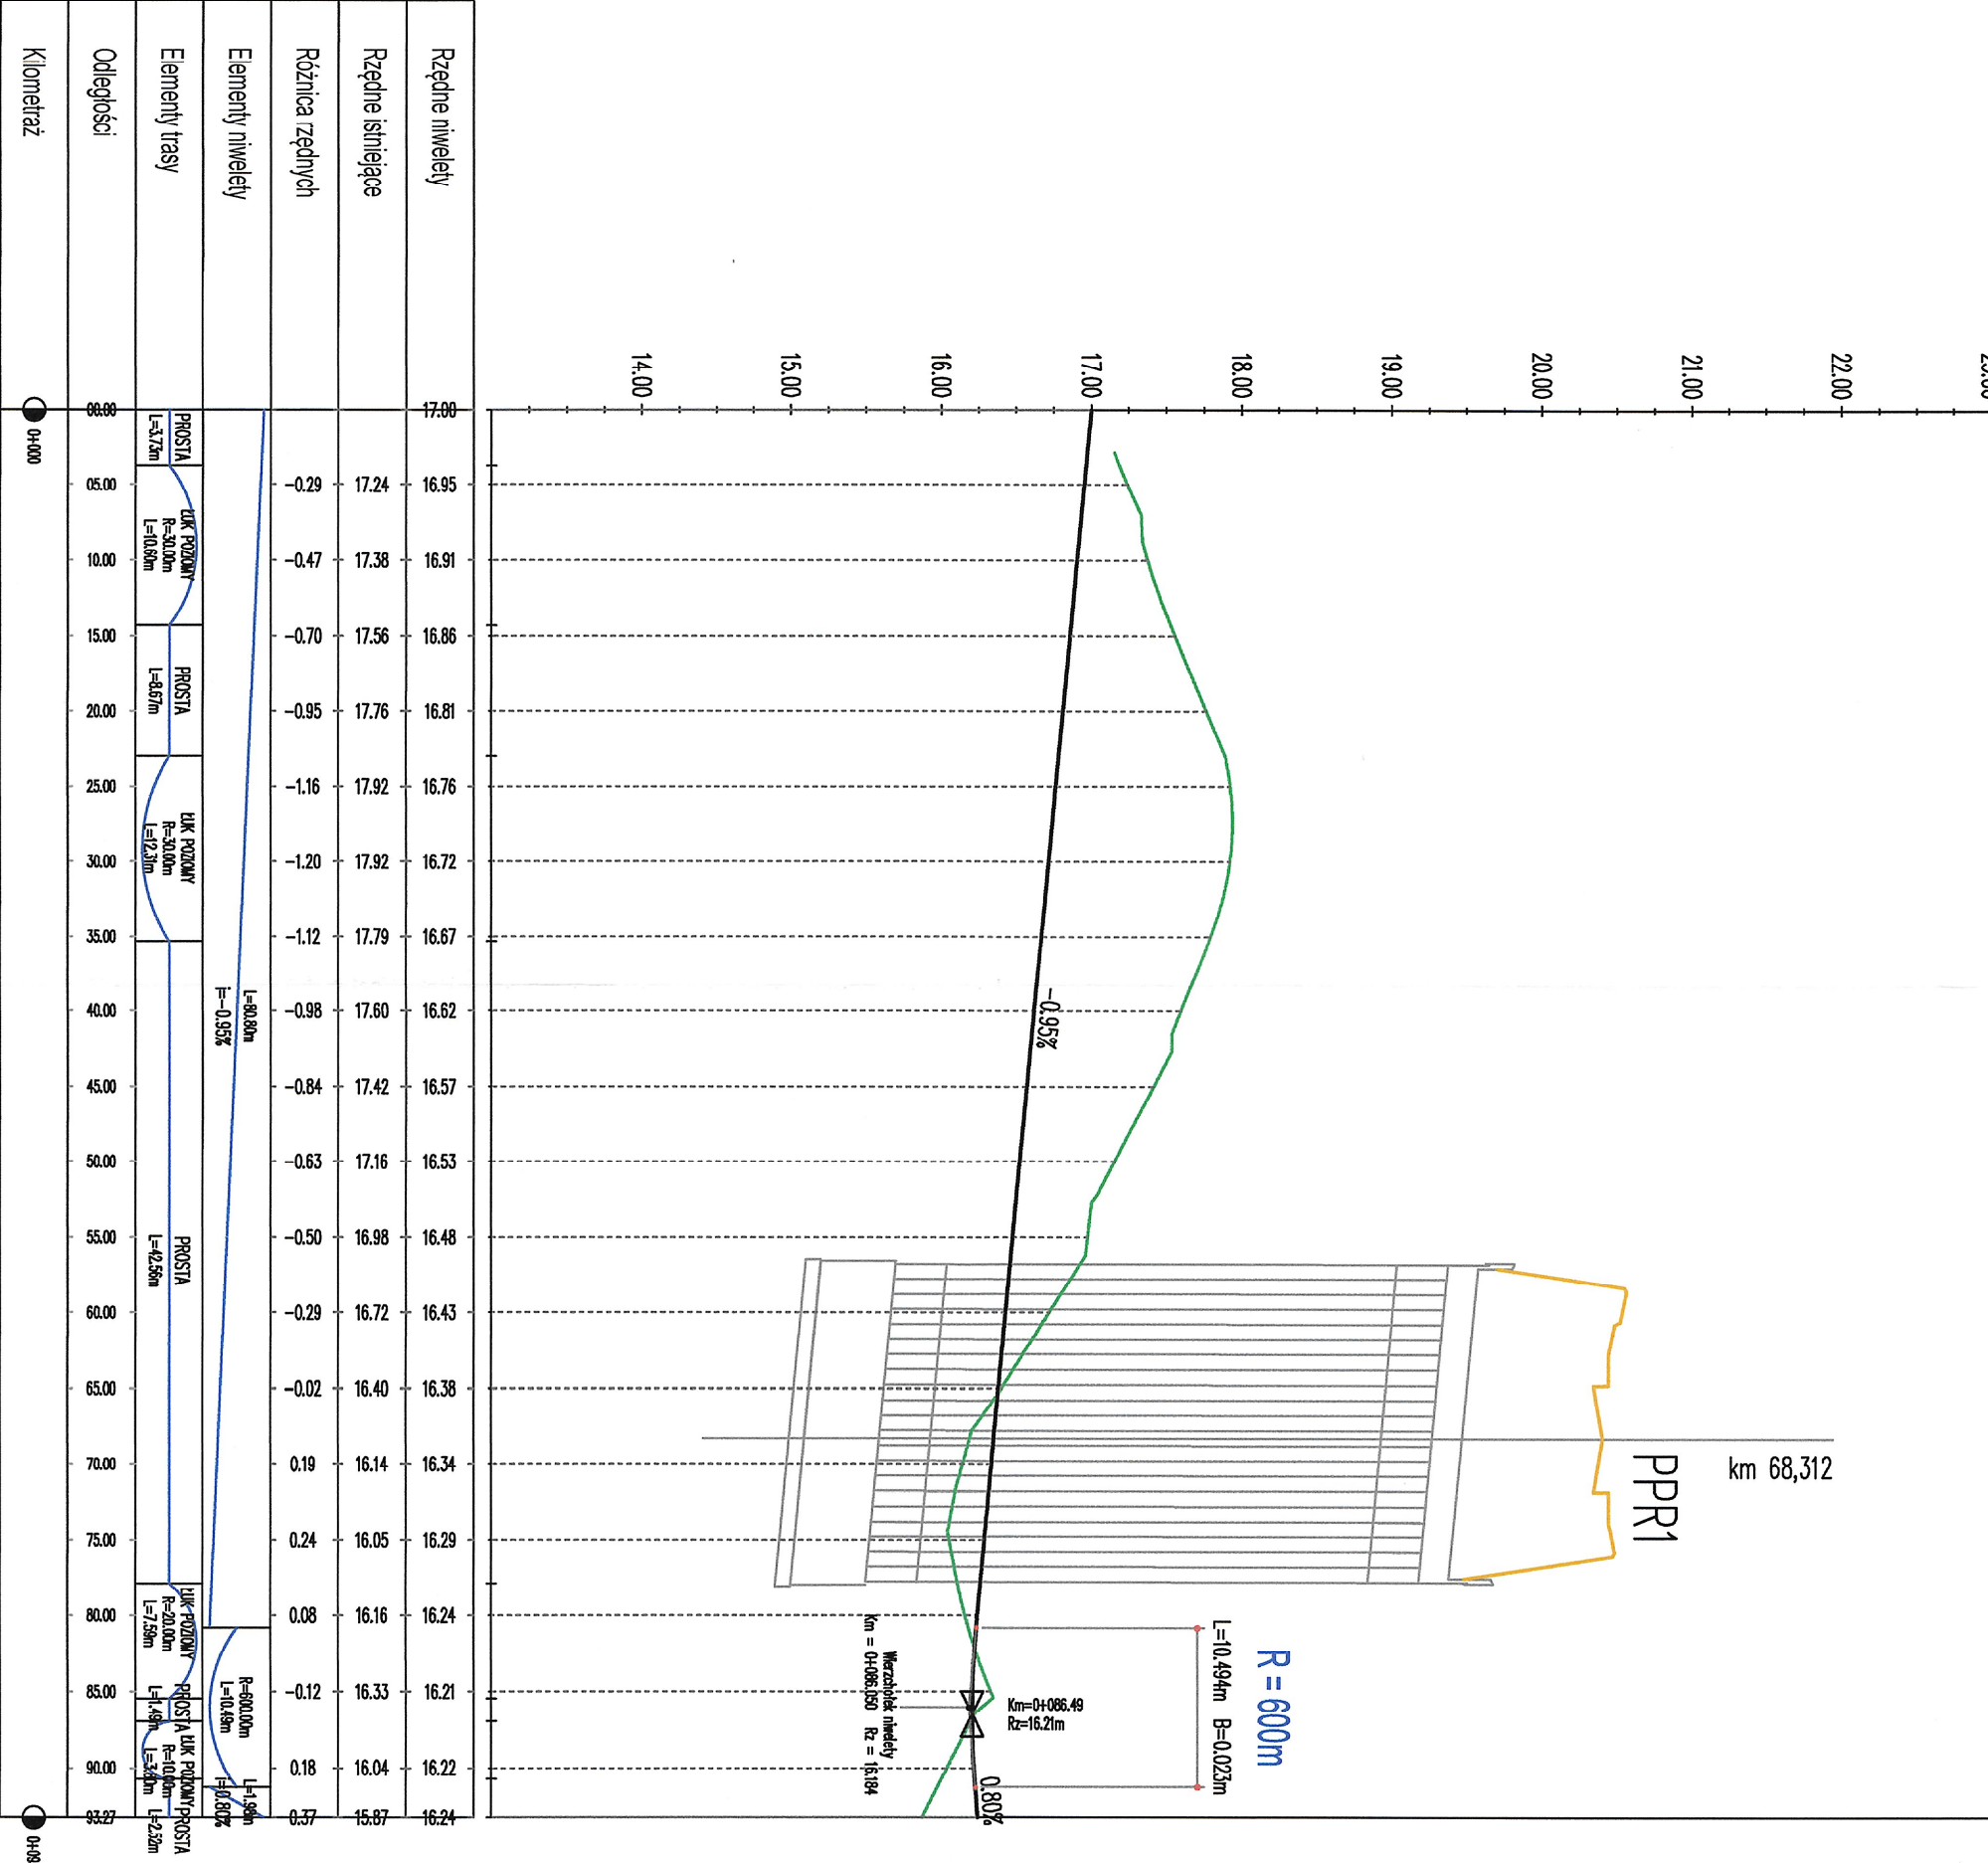 Rzędne niwelety
17.00
16.95
16.91
16.86
16.81
16.76
16.72
16.67
16.62
16.57
16.53
16.48
16.43
16.38
16.34
16.29
16.24
16.21
16.22
16.24
Rzędne istniejące
17.24
17.38
17.56
17.76
17.92
17.92
17.79
17.60
17.42
17.16
16.98
16.72
16.40
16.14
16.05
16.16
16.33
16.04
15.87
Różnica rzędnych
-0.29
-0.47
-0.70
-0.95
-1.16
-1.20
-1.12
-0.98
-0.84
-0.63
-0.50
-0.29
-0.02
0.19
0.24
0.08
-0.12
0.18
0.37
Elementy niwelety
L=80.80m
i=-0.95%
R=600.00m
L=10.49m
L=1.98m
i=0.80%
Elementy trasy
PROSTA
L=3.73m
ŁUK POZIOMY
R=30.00m
L=10.60m
PROSTA
L=8.67m
ŁUK POZIOMY
R=30.00m
L=12.31m
PROSTA
L=42.56m
ŁUK POZIOMY
R=20.00m
L=7.59m
PROSTA
L=1.49m
ŁUK POZIOMY
R=10.00m
PROSTA
L=2.52m
Odległości
00.00
05.00
10.00
15.00
20.00
25.00
30.00
35.00
40.00
45.00
50.00
55.00
60.00
65.00
70.00
75.00
80.00
85.00
90.00
93.27
Kilometraż
0+000
0+09
14.00
15.00
16.00
17.00
18.00
19.00
20.00
21.00
22.00
-0.95%
0.80%
km 68,312
PPR1
R = 600m
L=10.494m B=0.023m
Km=0+086.49
Rz=16.21m
Wierzchołek niwelety
Km = 0+086.050 Rz = 16.184